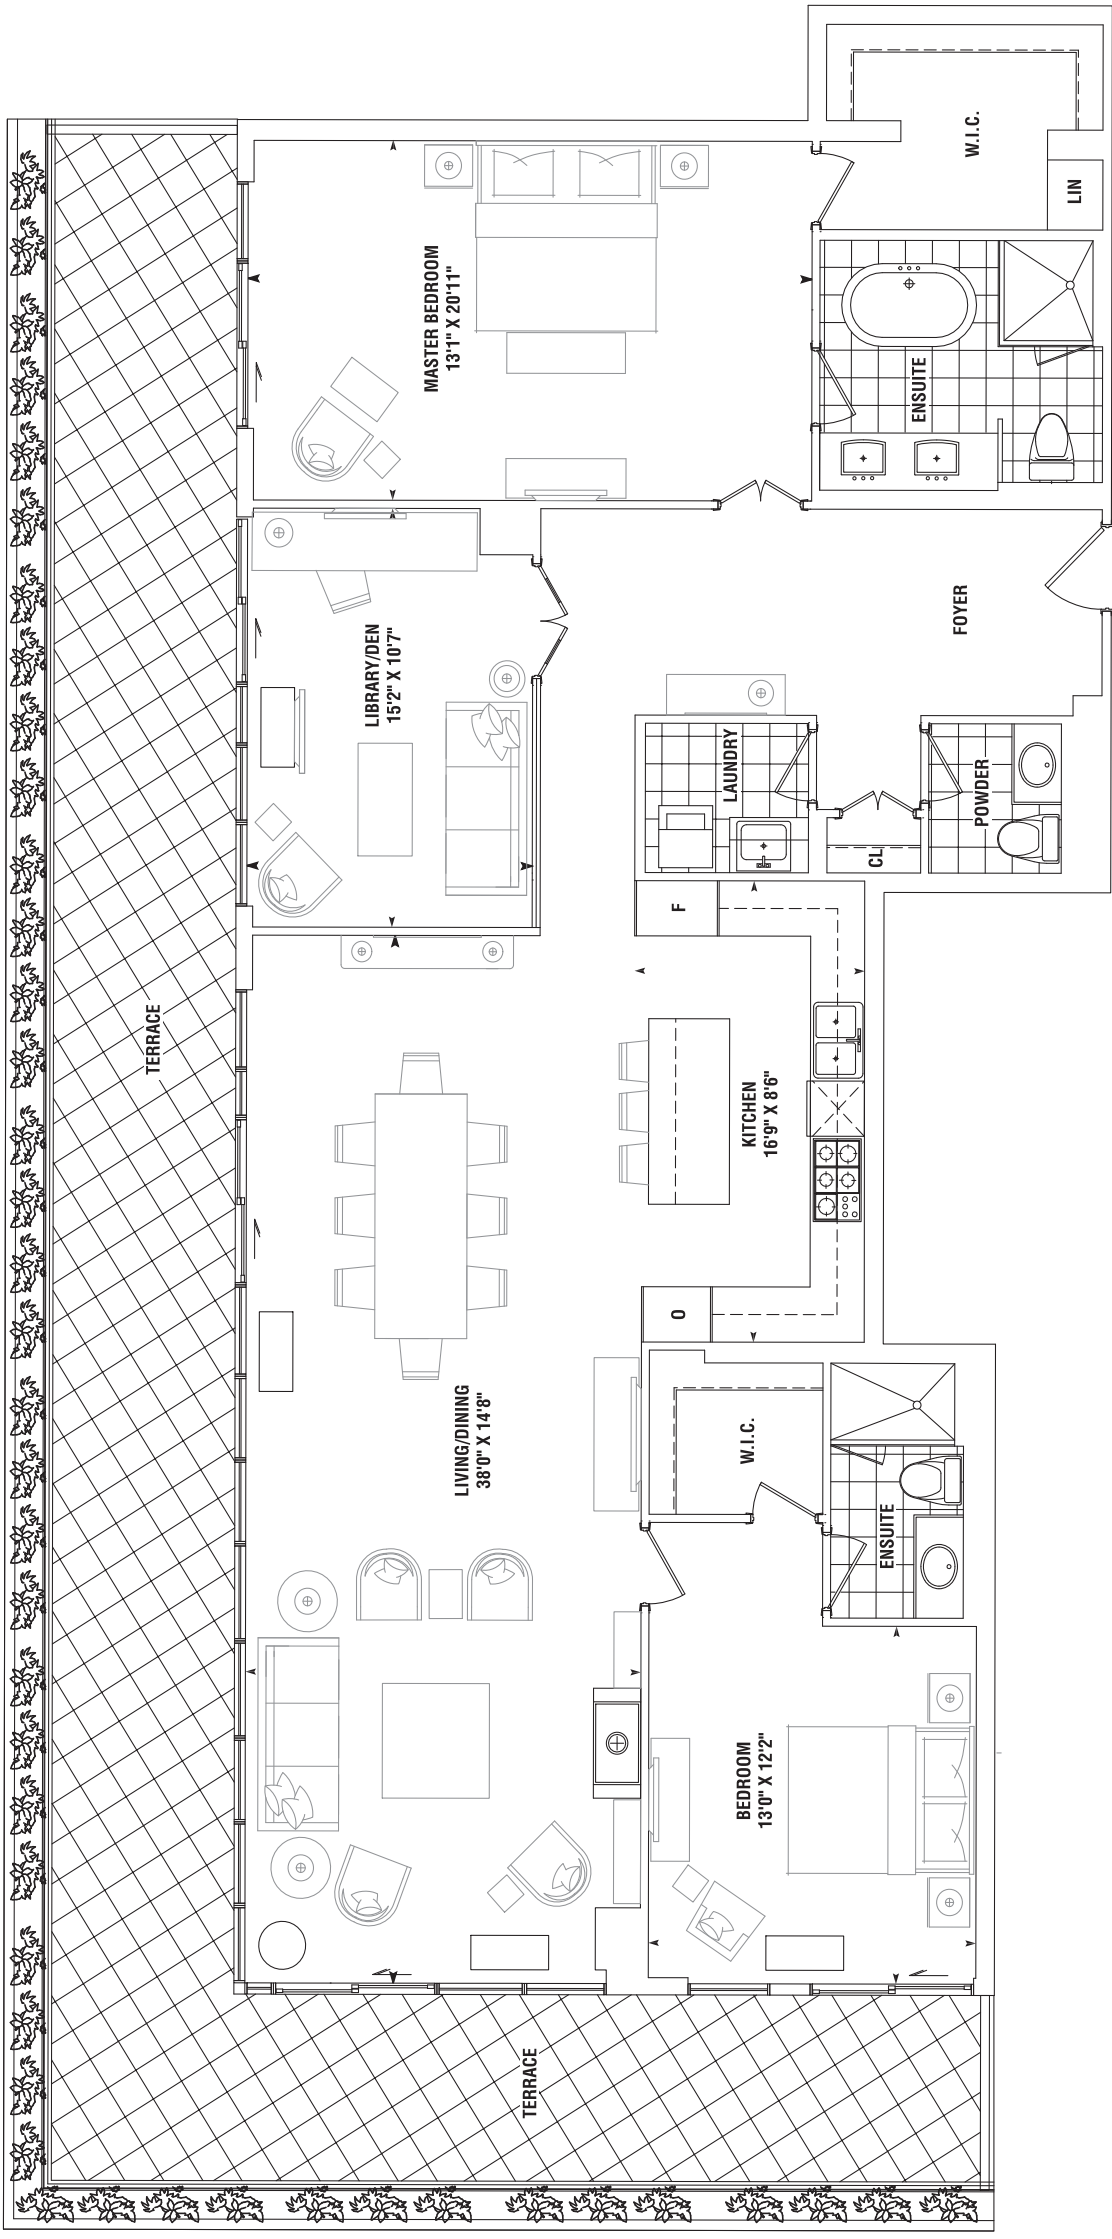 TERRACE
MASTER BEDROOM
13'1" X 20'11"
W.I.C.
LIN
ENSUITE
LIBRARY/DEN
15'2" X 10'7"
FOYER
LAUNDRY
POWDER
CL
F
KITCHEN
16'9" X 8'6"
O
LIVING/DINING
38'0" X 14'8"
W.I.C.
ENSUITE
BEDROOM
13'0" X 12'2"
TERRACE